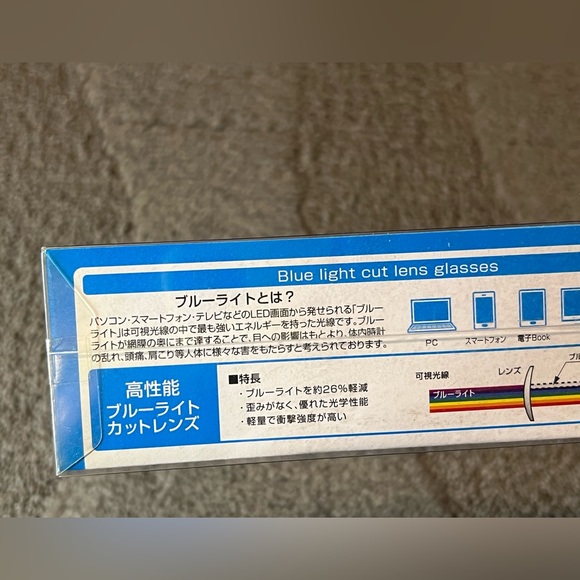 Blue light cut lens glasses
ブルーライトとは？
パソコン・スマートフォン・テレビなどのLED画面から発せられる「ブルー
ライト」は可視光線の中で最も強いエネルギーを持った光線です。ブルー
ライトが網膜の奥にまで達することで、目への影響はもとより、体内時計
の乱れ、頭痛、肩こり等人体に様々な害をもたらすと考えられております。
PC
スマートフォン
電子Book
高性能
ブルーライト
カットレンズ
■特長
・ブルーライトを約26％軽減
・歪みがなく、優れた光学性能
・軽量で衝撃強度が高い
可視光線
レンズ
ブルーライト